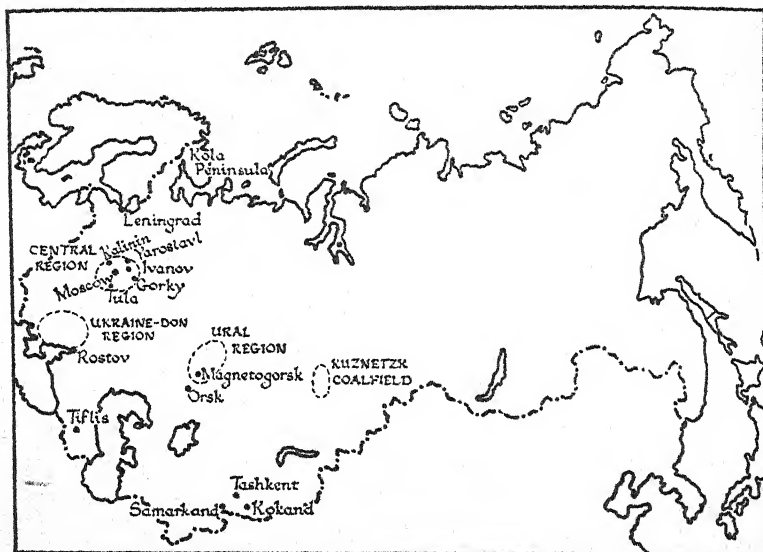 Kola
Peninsula
Leningrad
CENTRAL
REGION
Kalinin
Yaroslavl
Ivanov
Moscow
Gorky
Tula
UKRAINE-DON
REGION
Rostov
URAL
REGION
Magnetogorsk
Orsk
KUZNETZK
COALFIELD
Tiflis
Tashkent
Samarkand
Kokand